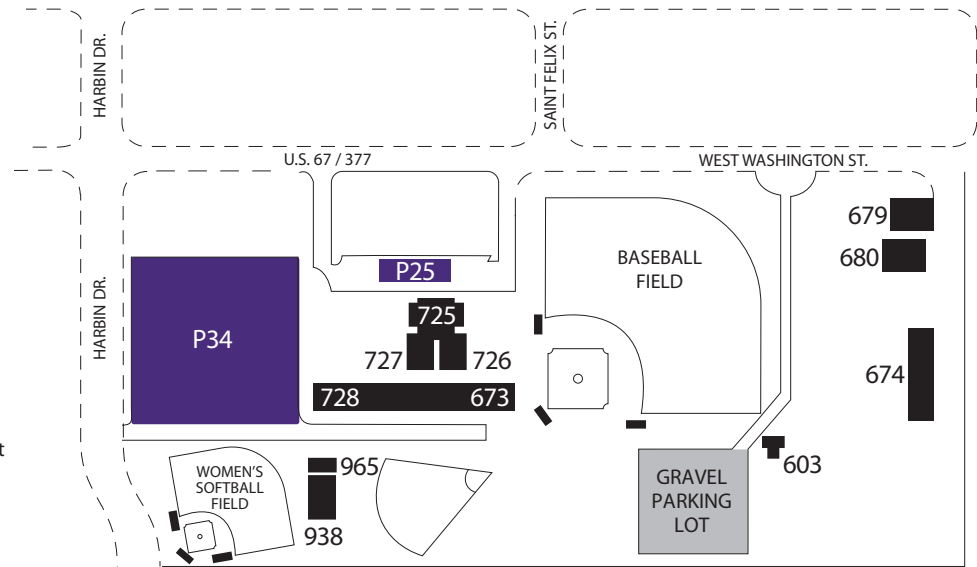 HARBIN DR.
SAINT FELIX ST.
U.S. 67 / 377
WEST WASHINGTON ST.
679
680
BASEBALL
FIELD
P25
HARBIN DR.
P34
725
727
726
674
728
673
t
WOMEN'S
SOFTBALL
FIELD
965
938
GRAVEL
PARKING
LOT
603